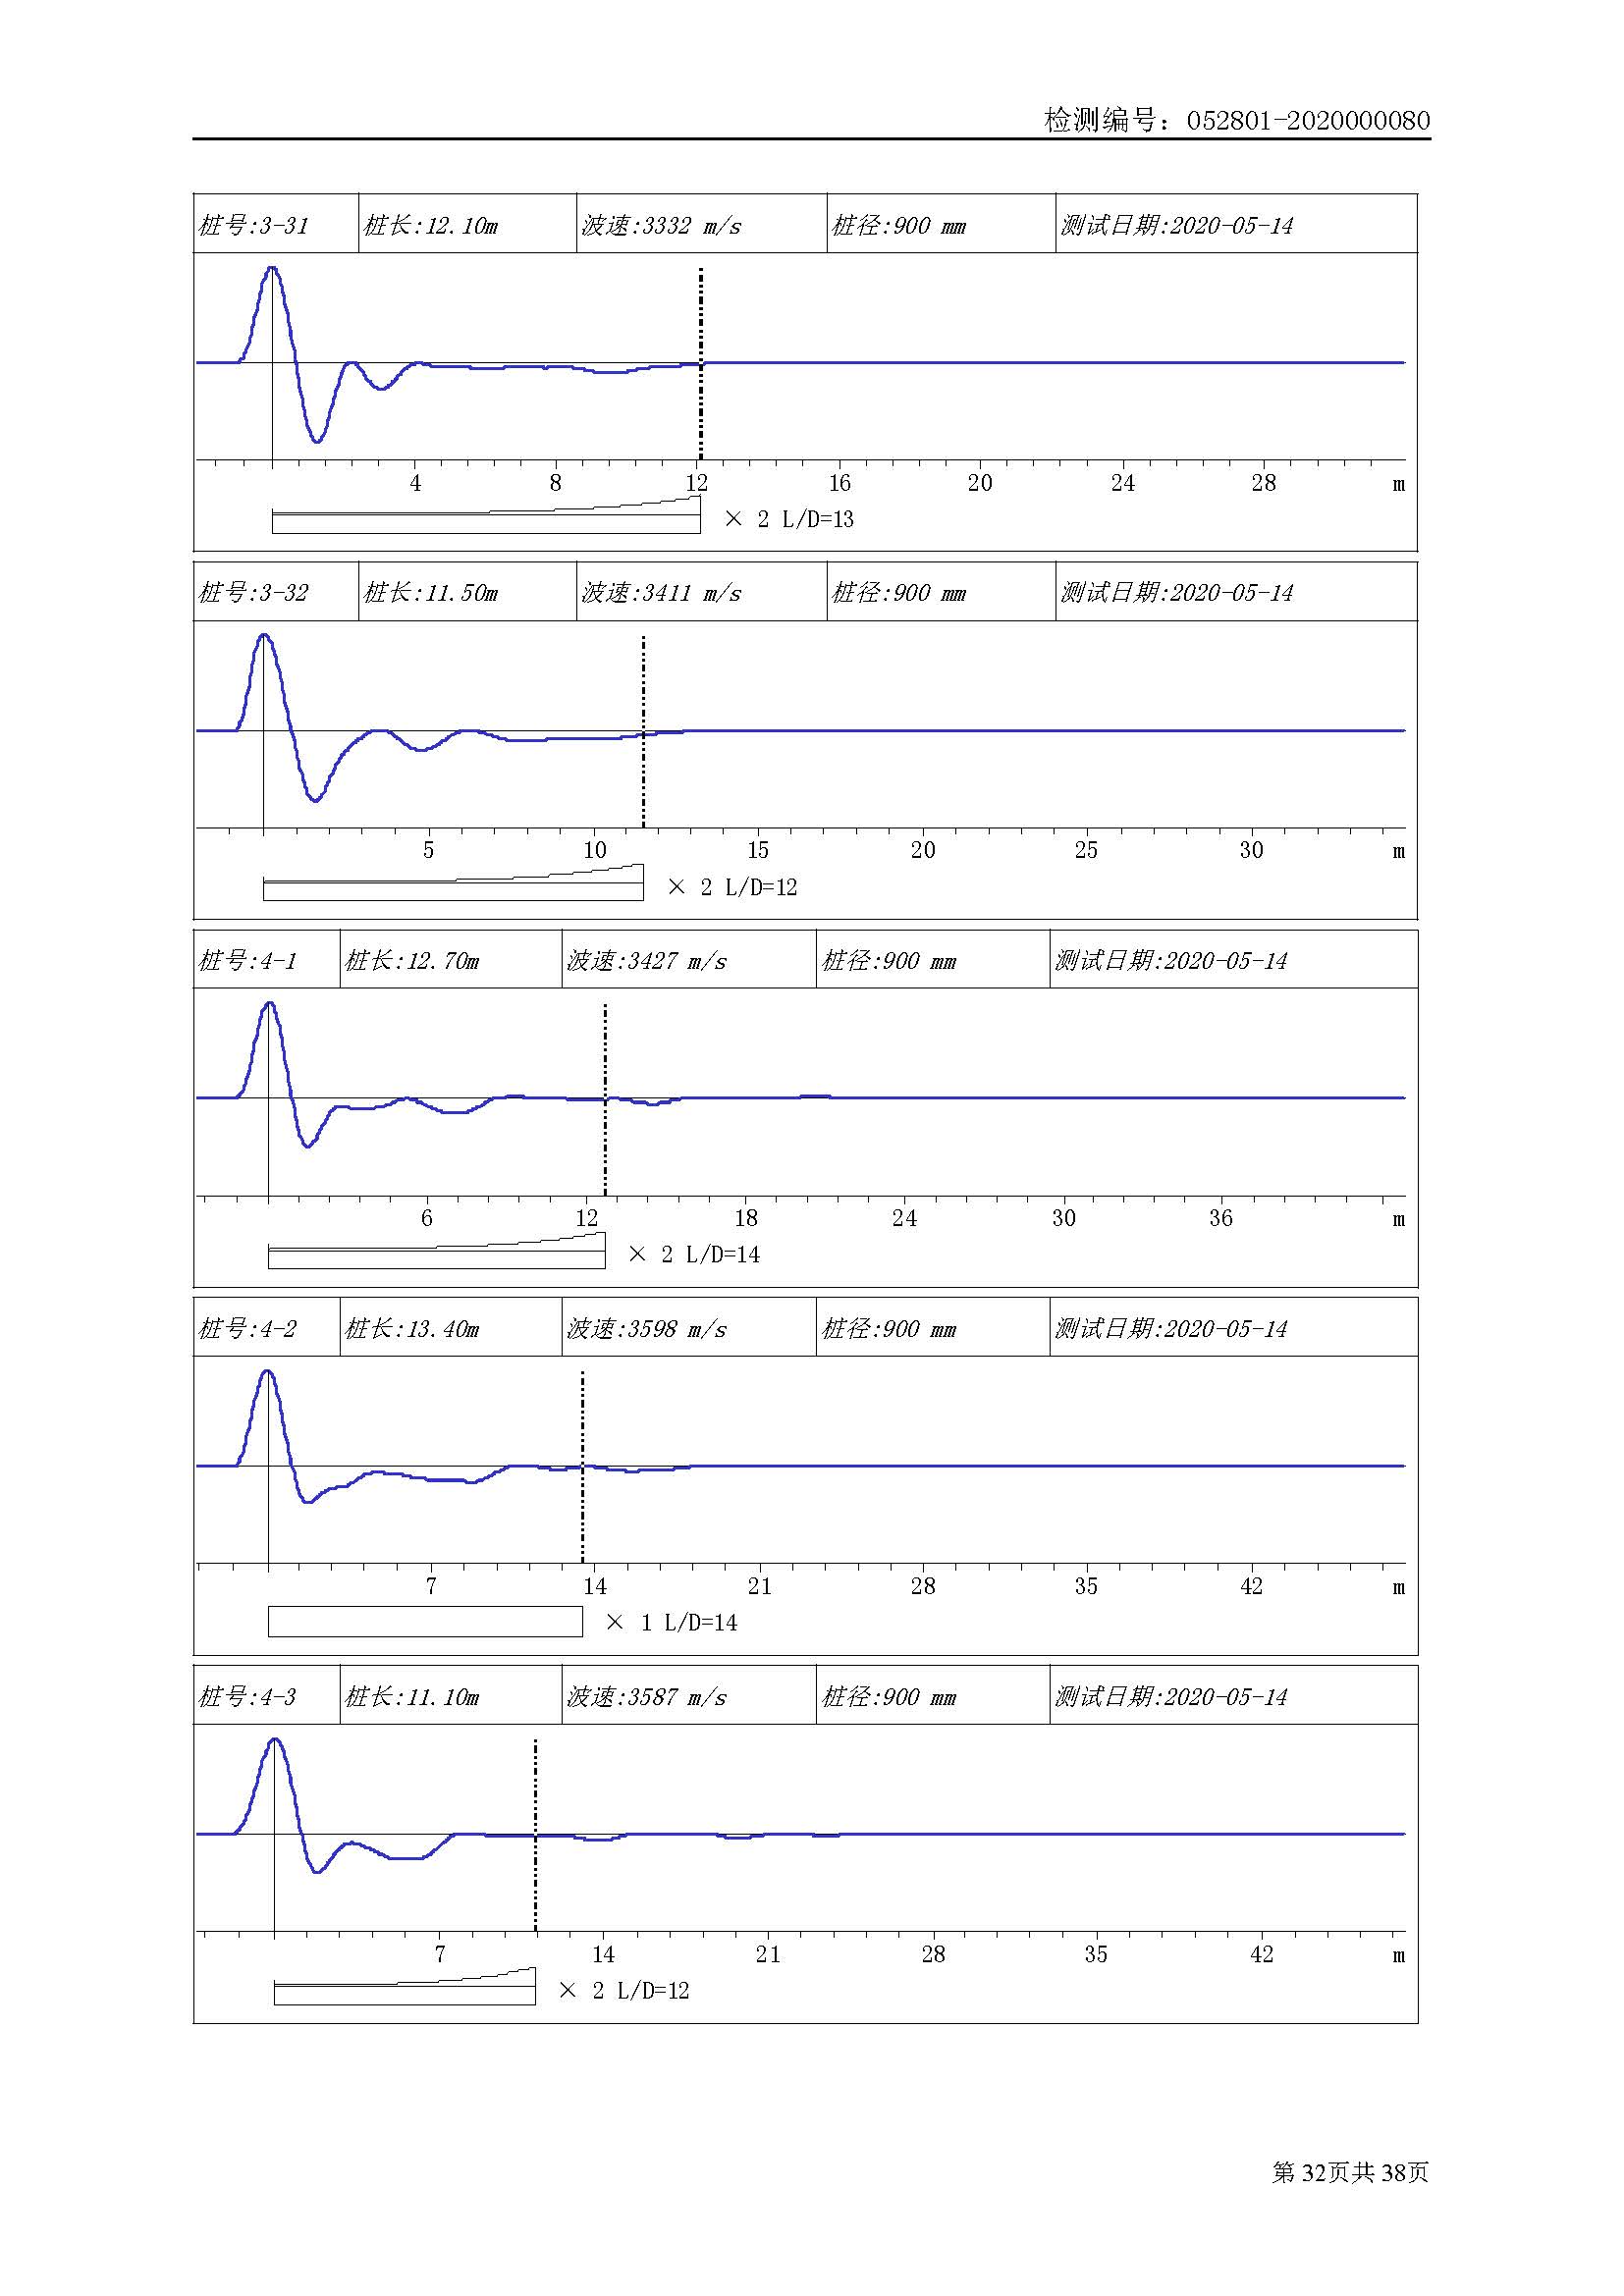 检测编号：052801-2020000080
桩号:3-31 桩长:12.10m 波速:3332 m/s 桩径:900 mm 测试日期:2020-05-14
4 8 12 16 20 24 28 m
× 2 L/D=13
桩号:3-32 桩长:11.50m 波速:3411 m/s 桩径:900 mm 测试日期:2020-05-14
5 10 15 20 25 30 m
× 2 L/D=12
桩号:4-1 桩长:12.70m 波速:3427 m/s 桩径:900 mm 测试日期:2020-05-14
6 12 18 24 30 36 m
× 2 L/D=14
桩号:4-2 桩长:13.40m 波速:3598 m/s 桩径:900 mm 测试日期:2020-05-14
7 14 21 28 35 42 m
× 1 L/D=14
桩号:4-3 桩长:11.10m 波速:3587 m/s 桩径:900 mm 测试日期:2020-05-14
7 14 21 28 35 42 m
× 2 L/D=12
第 32页共 38页